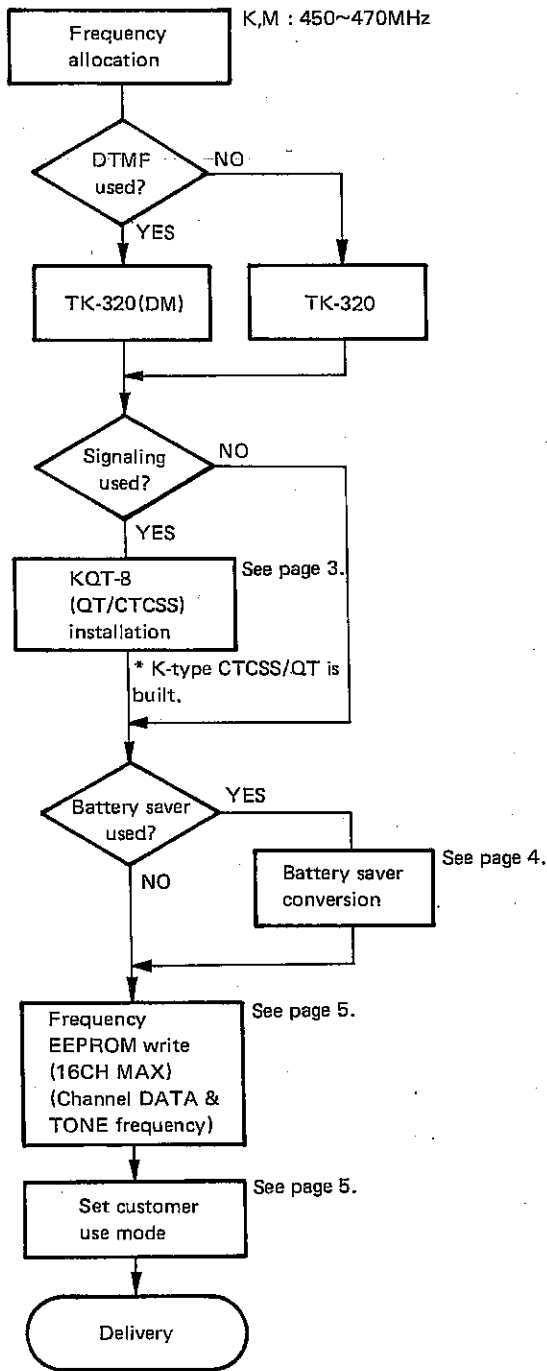 K,M : 450~470MHz
Frequency
allocation
DTMF
used?
NO
YES
TK-320(DM)
TK-320
Signaling
used?
NO
YES
KQT-8
(QT/CTCSS)
installation
See page 3.
* K-type CTCSS/QT is
built.
Battery saver
used?
YES
NO
Battery saver
conversion
See page 4.
Frequency
EEPROM write
(16CH MAX)
(Channel DATA &
TONE frequency)
See page 5.
Set customer
use mode
See page 5.
Delivery